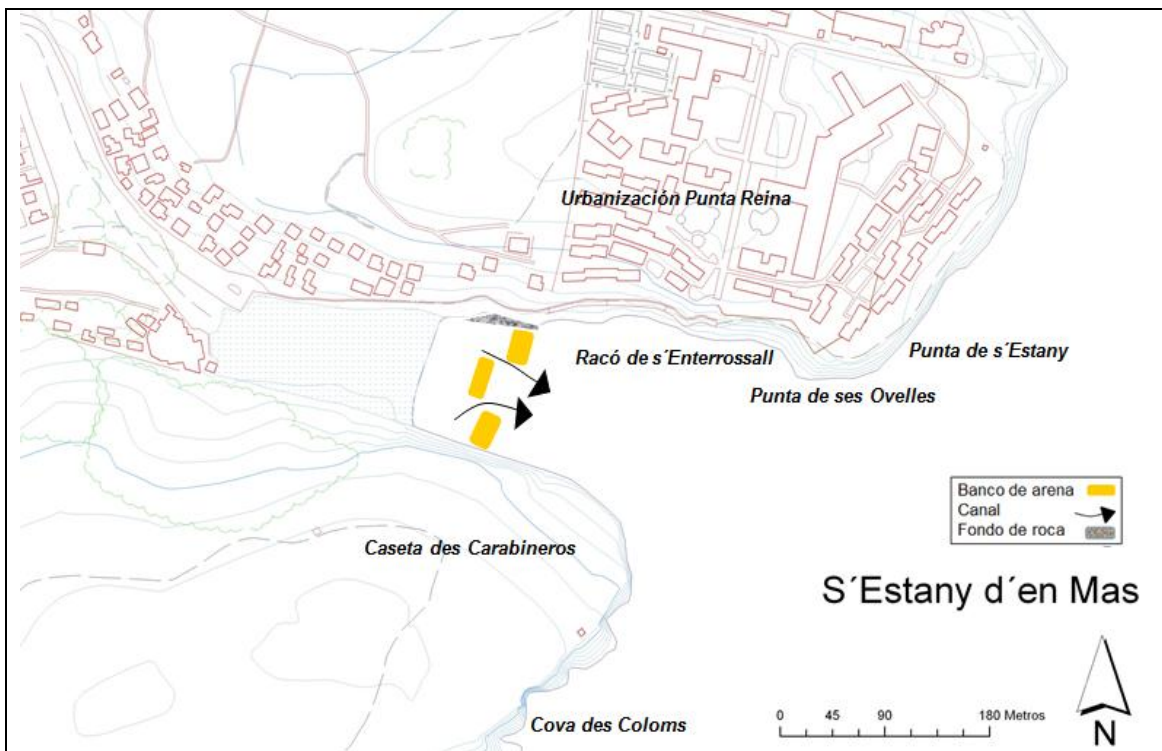 Urbanización Punta Reina
Racó de s´Enterrossall
Punta de s´Estany
Punta de ses Ovelles
Banco de arena
Canal
Fondo de roca
Caseta des Carabineros
S´Estany d´en Mas
Cova des Coloms
0 45 90 180 Metros
N